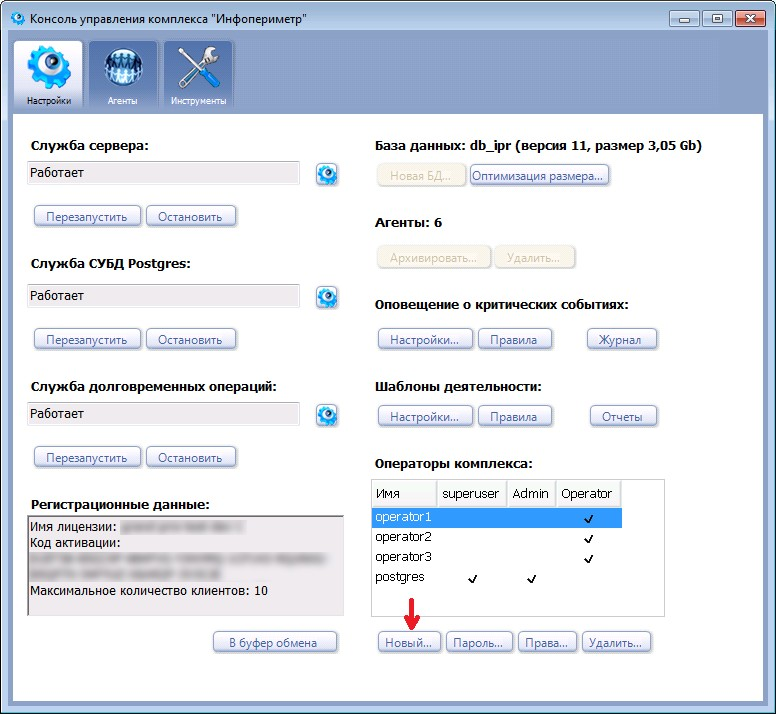 Консоль управления комплекса "Инфопериметр"
Настройки
Агенты
Инструменты
Служба сервера:
Работает
Перезапустить Остановить
Служба СУБД Postgres:
Работает
Перезапустить Остановить
Служба долговременных операций:
Работает
Перезапустить Остановить
Регистрационные данные:
Имя лицензии:
Код активации:
Максимальное количество клиентов: 10
В буфер обмена
База данных: db_ipr (версия 11, размер 3,05 Gb)
Новая БД... Оптимизация размера...
Агенты: 6
Архивировать... Удалить...
Оповещение о критических событиях:
Настройки... Правила Журнал
Шаблоны деятельности:
Настройки... Правила Отчеты
Операторы комплекса:
Имя superuser Admin Operator
operator1 ✓
operator2 ✓
operator3 ✓
postgres ✓ ✓
Новый... Пароль... Права... Удалить...